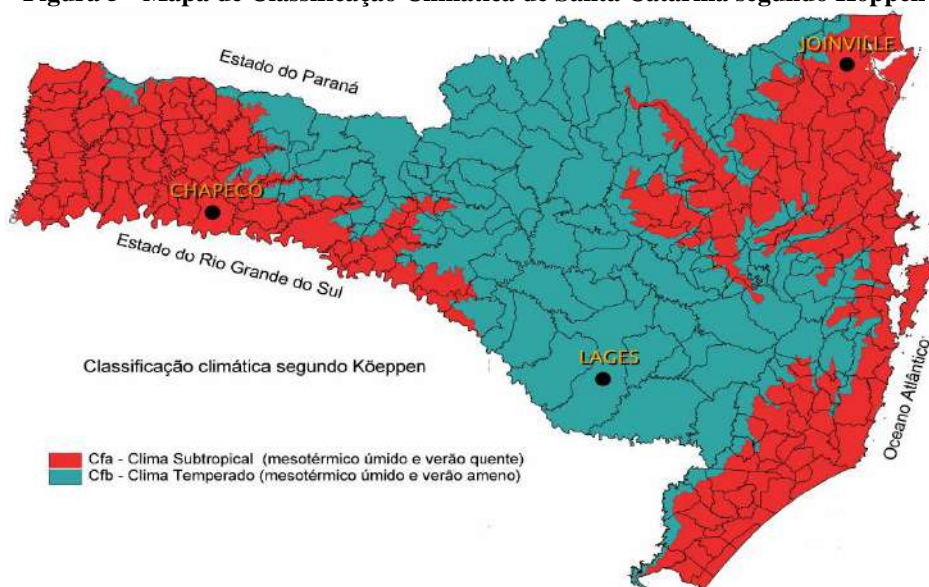 Figura 3 - Mapa de Classificação Climática de Santa Catarina segundo Köppen
JOINVILLE
Estado do Paraná
CHAPECÓ
Estado do Rio Grande do Sul
LAGES
Oceano Atlântico
Classificação climática segundo Köeppen
Cfa - Clima Subtropical (mesotérmico úmido e verão quente)
Cfb - Clima Temperado (mesotérmico úmido e verão ameno)